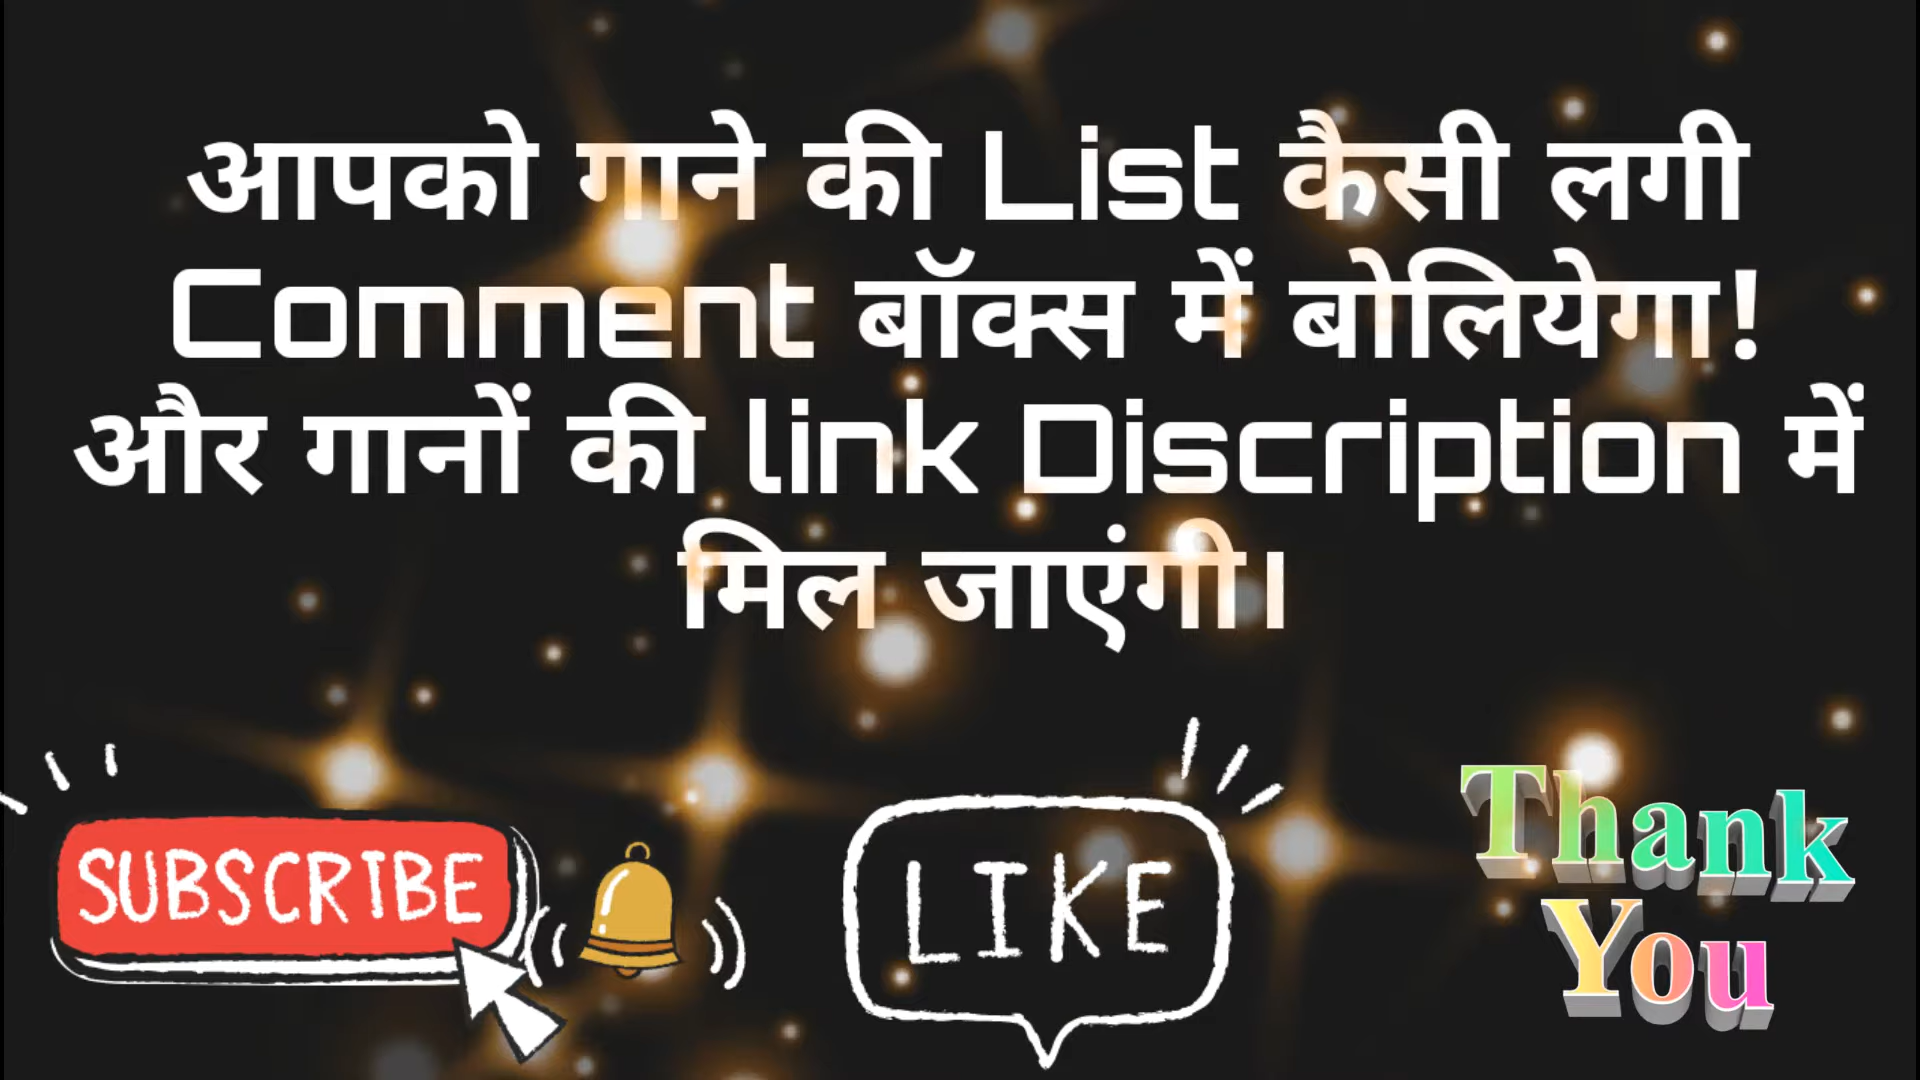 आपको गाने की List कैसी लगी
Comment बॉक्स में बोलियेगा!
और गानों की link Discription में
मिल जाएंगी।
SUBSCRIBE
LIKE
Thank
You